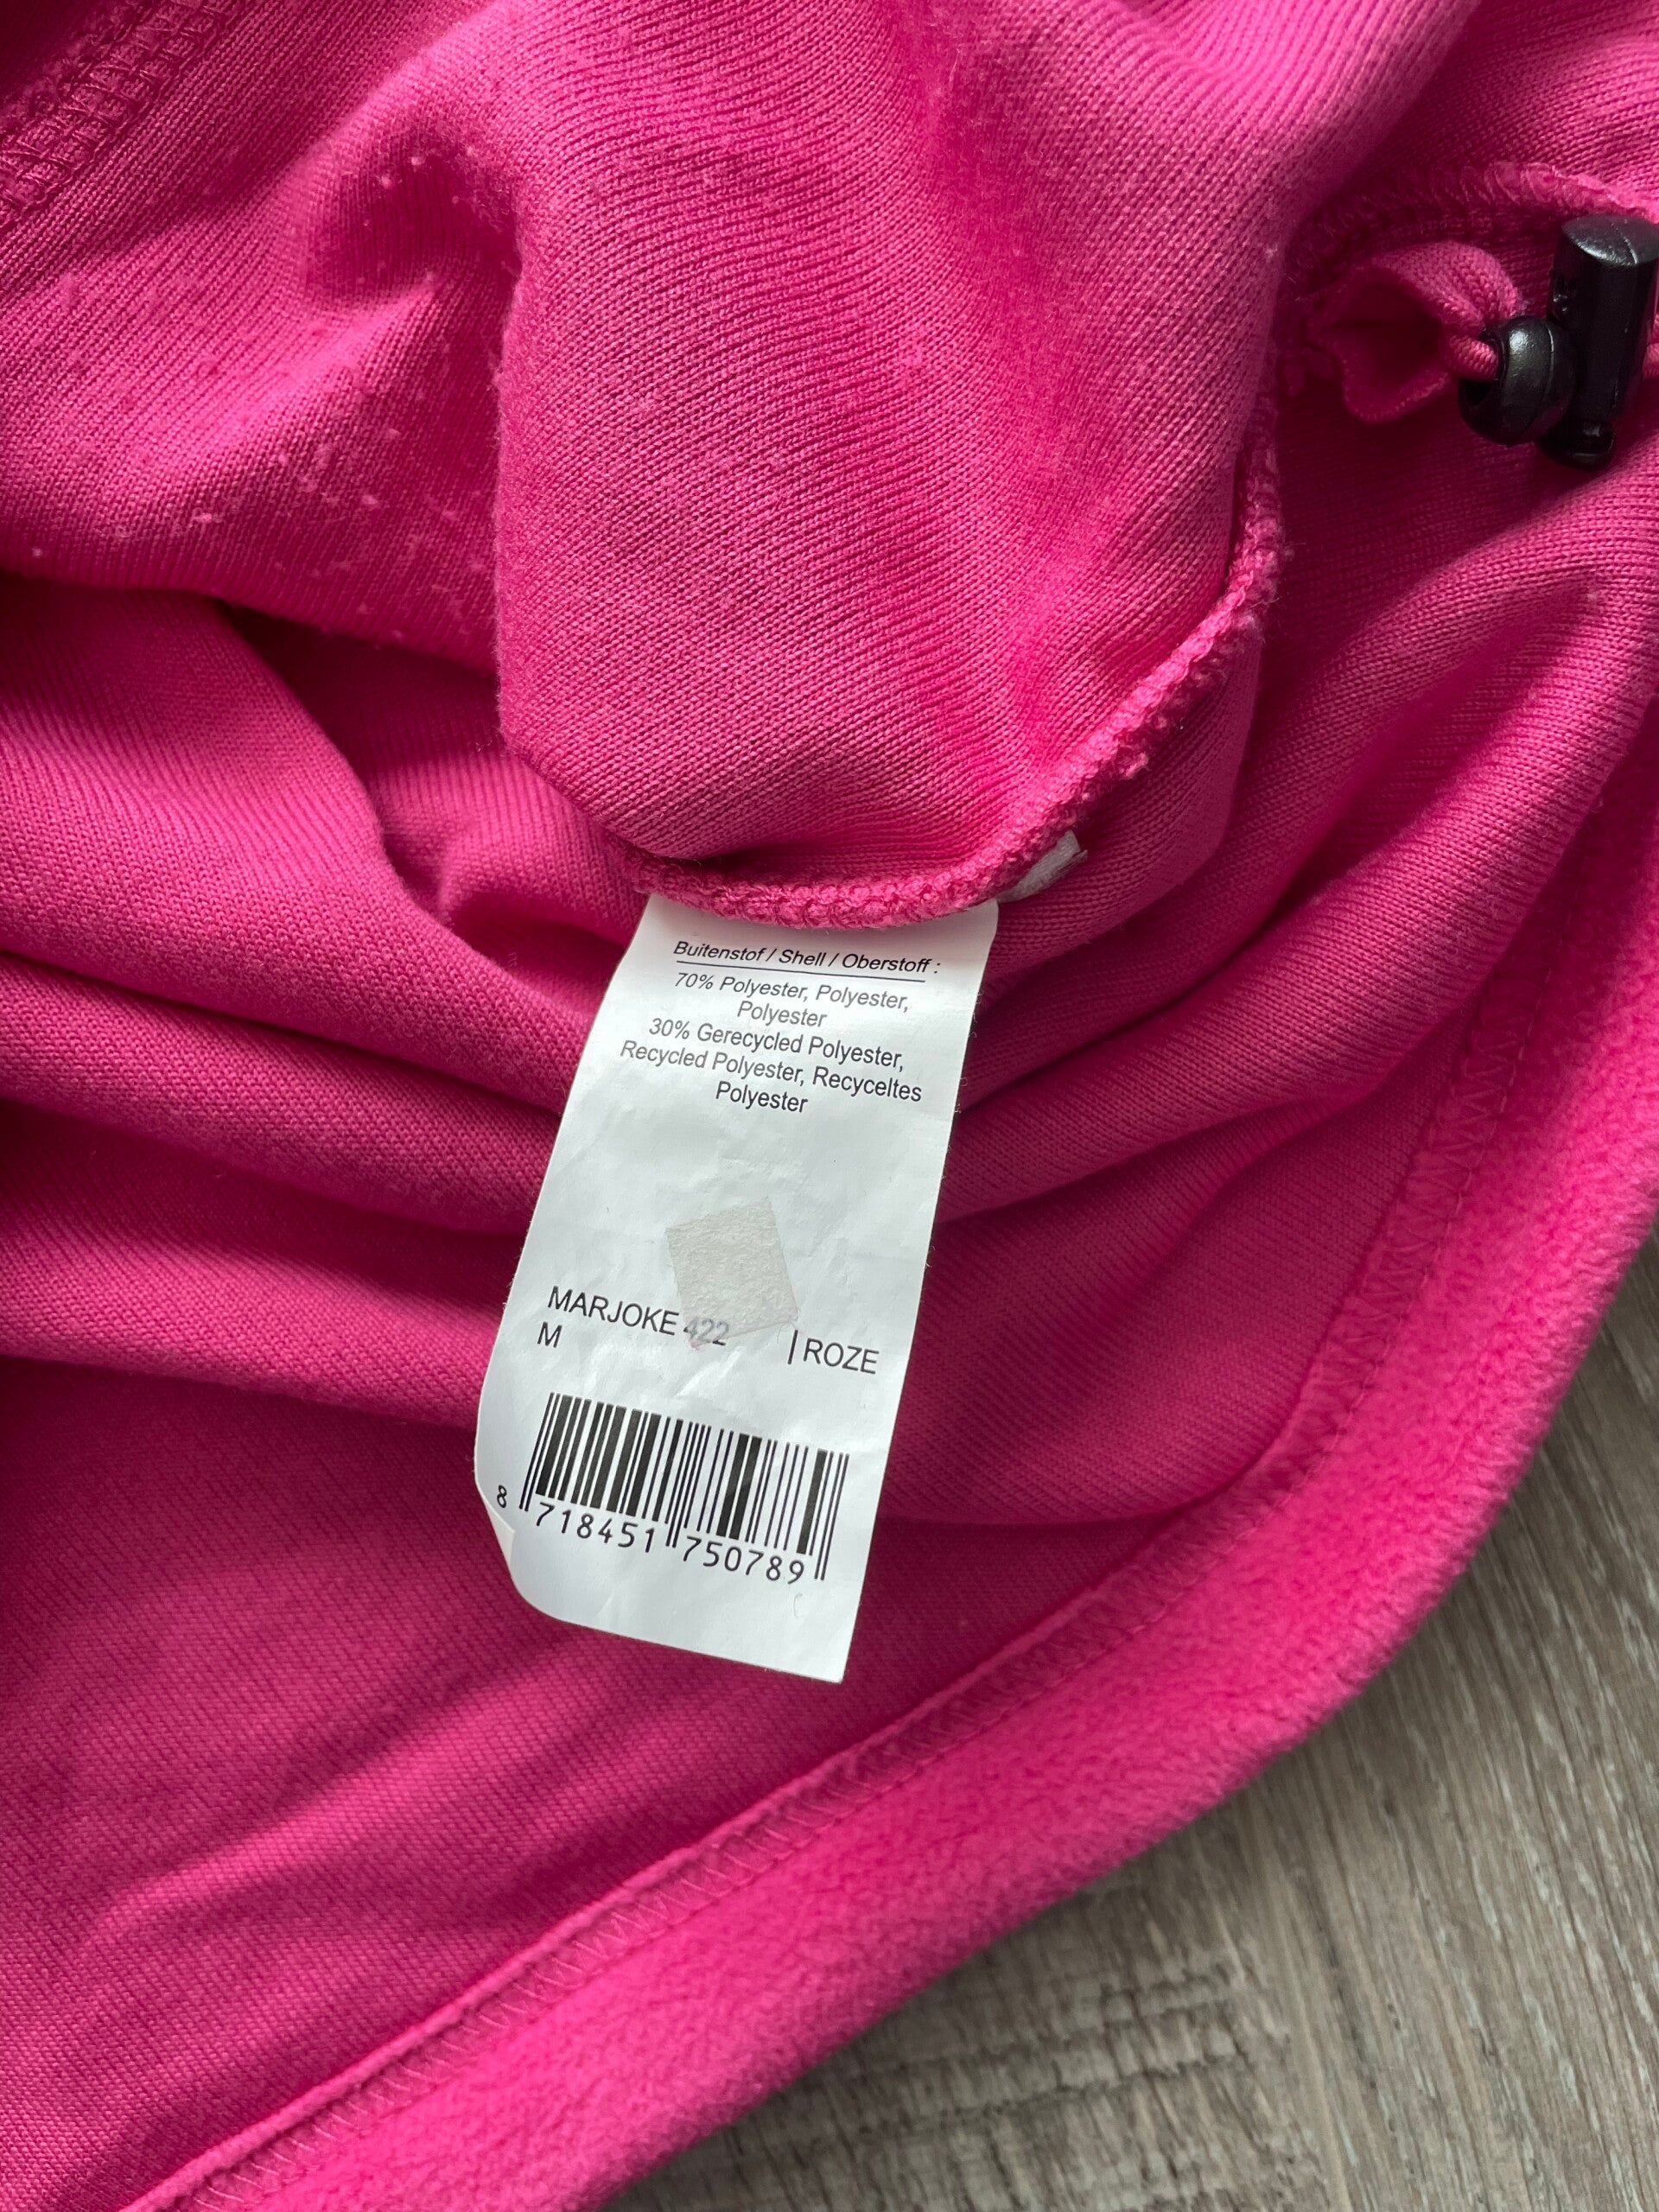 Buitenstof / Shell / Oberstoff :
70% Polyester, Polyester,
Polyester
30% Gerecycled Polyester,
Recycled Polyester, Recyceltes
Polyester
MARJOKE 422 | ROZE
M
8 718451 750789